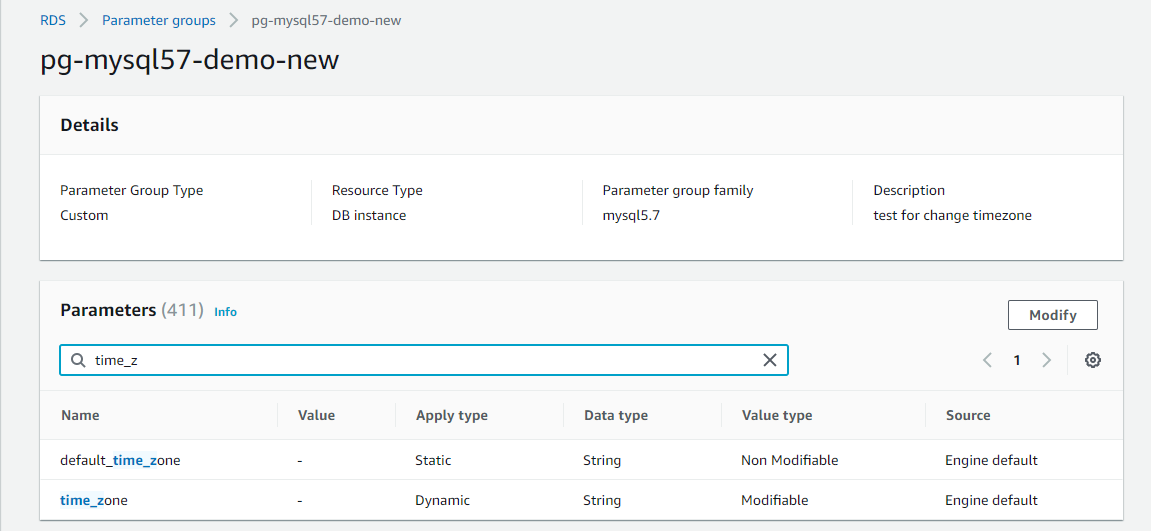 RDS > Parameter groups > pg-mysql57-demo-new
pg-mysql57-demo-new
Details
Parameter Group Type Resource Type Parameter group family Description
Custom DB instance mysql5.7 test for change timezone
Parameters (411) Info
Modify
time_z
1
Name Value Apply type Data type Value type Source
default_time_zone - Static String Non Modifiable Engine default
time_zone - Dynamic String Modifiable Engine default